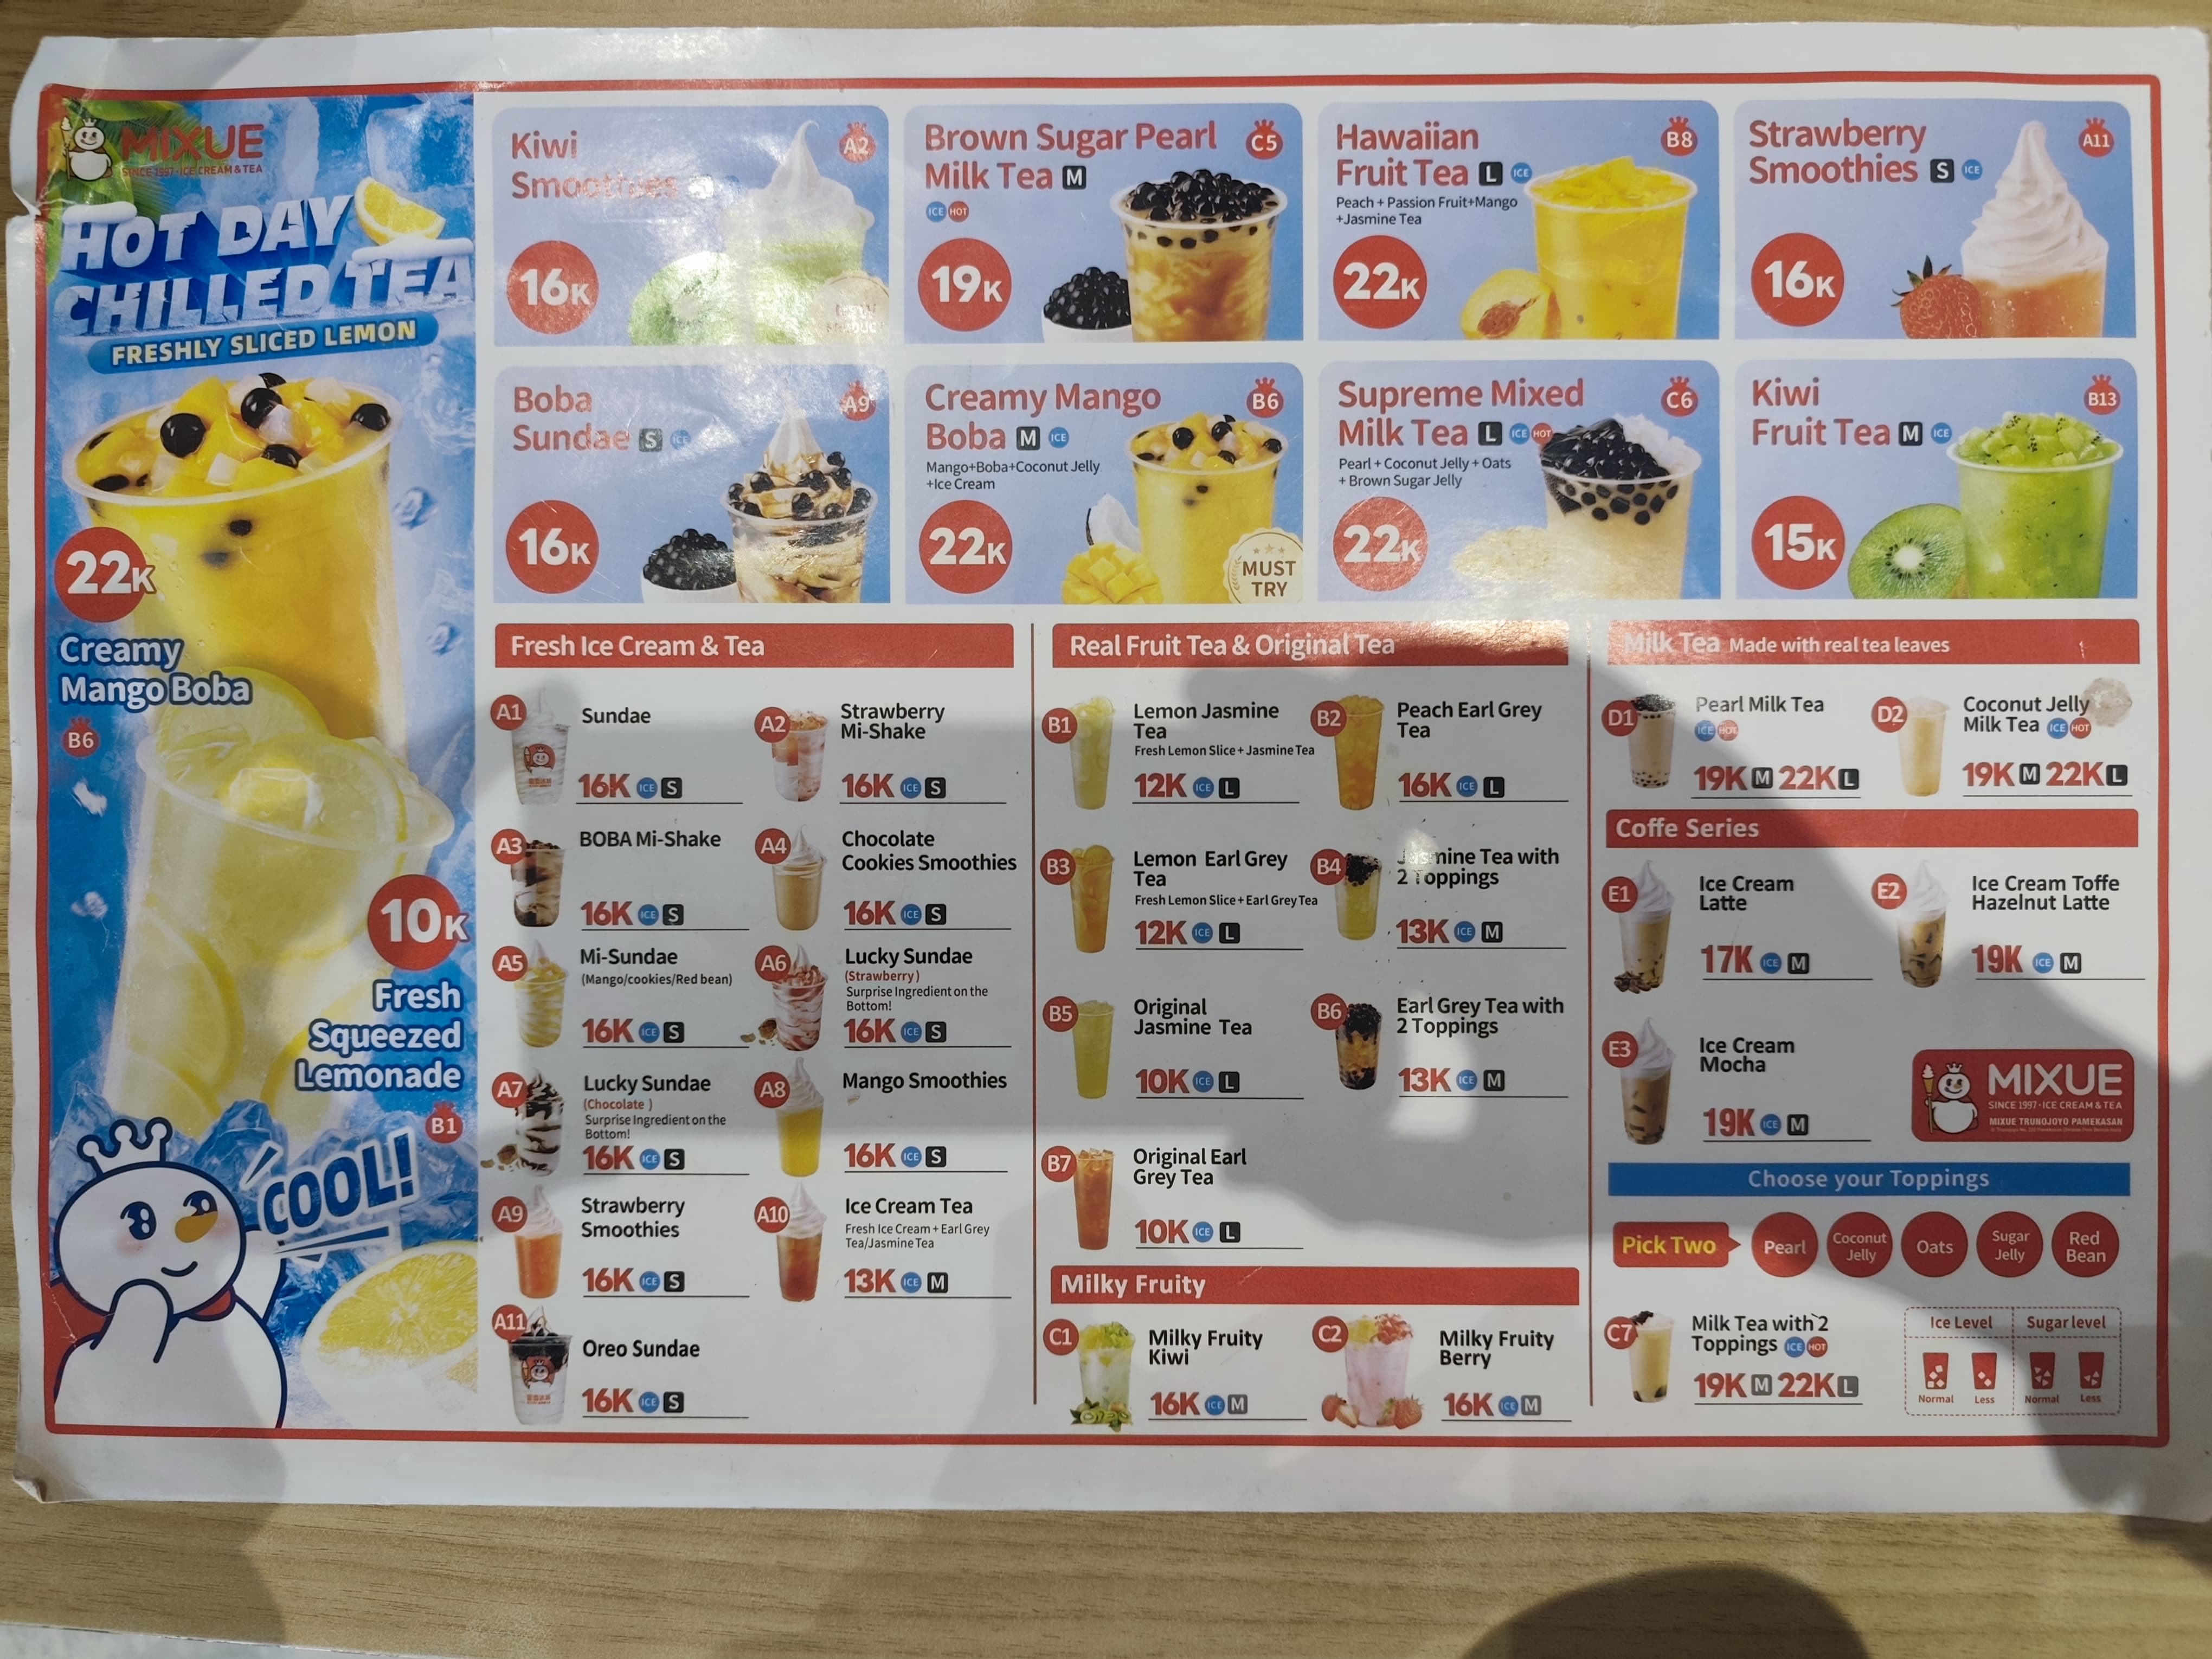 MIXUE
SINCE 1997·ICE CREAM & TEA
HOT DAY
CHILLED TEA
FRESHLY SLICED LEMON
22K
Creamy
Mango Boba
B6
10K
Fresh
Squeezed
Lemonade
B1
COOL!
Kiwi
Smoothies
A2
16K
Brown Sugar Pearl
Milk Tea M
ICE HOT
C5
19K
Hawaiian
Fruit Tea L ICE
Peach + Passion Fruit+Mango
+Jasmine Tea
B8
22K
Strawberry
Smoothies S ICE
A11
16K
Boba
Sundae S ICE
A9
16K
Creamy Mango
Boba M ICE
Mango+Boba+Coconut Jelly
+Ice Cream
B6
22K
MUST
TRY
Supreme Mixed
Milk Tea L ICE HOT
Pearl + Coconut Jelly + Oats
+ Brown Sugar Jelly
C6
22K
Kiwi
Fruit Tea M ICE
B13
15K
Fresh Ice Cream & Tea
A1
Sundae
16K ICE S
A2
Strawberry
Mi-Shake
16K ICE S
A3
BOBA Mi-Shake
16K ICE S
A4
Chocolate
Cookies Smoothies
16K ICE S
A5
Mi-Sundae
(Mango/cookies/Red bean)
16K ICE S
A6
Lucky Sundae
(Strawberry )
Surprise Ingredient on the
Bottom!
16K ICE S
A7
Lucky Sundae
(Chocolate )
Surprise Ingredient on the
Bottom!
16K ICE S
A8
Mango Smoothies
16K ICE S
A9
Strawberry
Smoothies
16K ICE S
A10
Ice Cream Tea
Fresh Ice Cream + Earl Grey
Tea/Jasmine Tea
13K ICE M
A11
Oreo Sundae
16K ICE S
Real Fruit Tea & Original Tea
B1
Lemon Jasmine
Tea
Fresh Lemon Slice + Jasmine Tea
12K ICE L
B2
Peach Earl Grey
Tea
16K ICE L
B3
Lemon Earl Grey
Tea
Fresh Lemon Slice + Earl Grey Tea
12K ICE L
B4
Jasmine Tea with
2 Toppings
13K ICE M
B5
Original
Jasmine Tea
10K ICE L
B6
Earl Grey Tea with
2 Toppings
13K ICE M
B7
Original Earl
Grey Tea
10K ICE L
Milky Fruity
C1
Milky Fruity
Kiwi
16K ICE M
C2
Milky Fruity
Berry
16K ICE M
Milk Tea Made with real tea leaves
D1
Pearl Milk Tea
ICE HOT
19K M 22K L
D2
Coconut Jelly
Milk Tea ICE HOT
19K M 22K L
Coffe Series
E1
Ice Cream
Latte
17K ICE M
E2
Ice Cream Toffe
Hazelnut Latte
19K ICE M
E3
Ice Cream
Mocha
19K ICE M
MIXUE
SINCE 1997·ICE CREAM & TEA
MIXUE TRUNOJOYO PAMEKASAN
Choose your Toppings
Pick Two
Pearl
Coconut
Jelly
Oats
Sugar
Jelly
Red
Bean
C7
Milk Tea with 2
Toppings ICE HOT
19K M 22K L
Ice Level
Sugar level
Normal
Less
Normal
Less